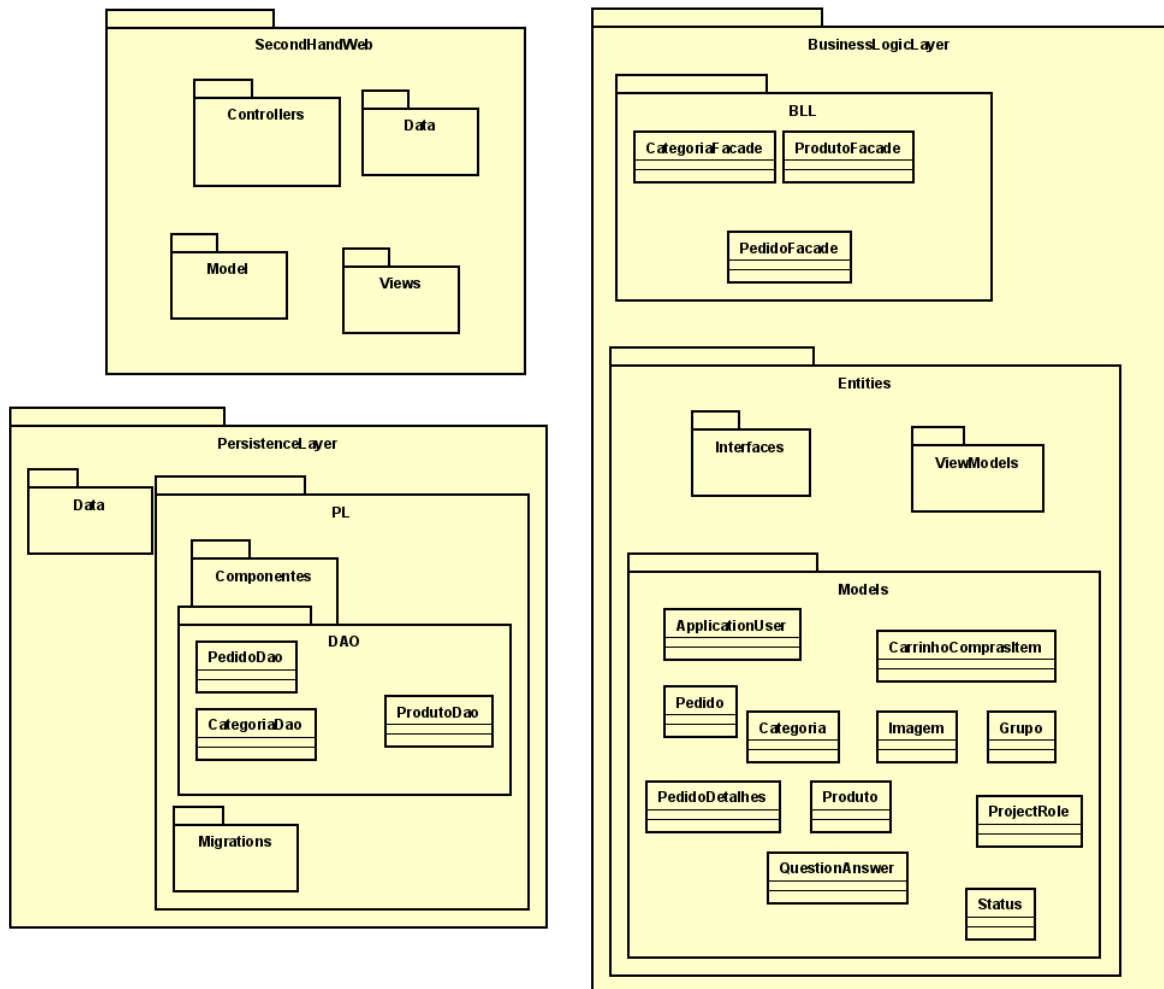 SecondHandWeb
Controllers
Data
Model
Views
PersistenceLayer
Data
PL
Componentes
DAO
PedidoDao
ProdutoDao
CategoriaDao
Migrations
BusinessLogicLayer
BLL
CategoriaFacade
ProdutoFacade
PedidoFacade
Entities
Interfaces
ViewModels
Models
ApplicationUser
CarrinhoComprasItem
Pedido
Categoria
Imagem
Grupo
PedidoDetalhes
Produto
ProjectRole
QuestionAnswer
Status